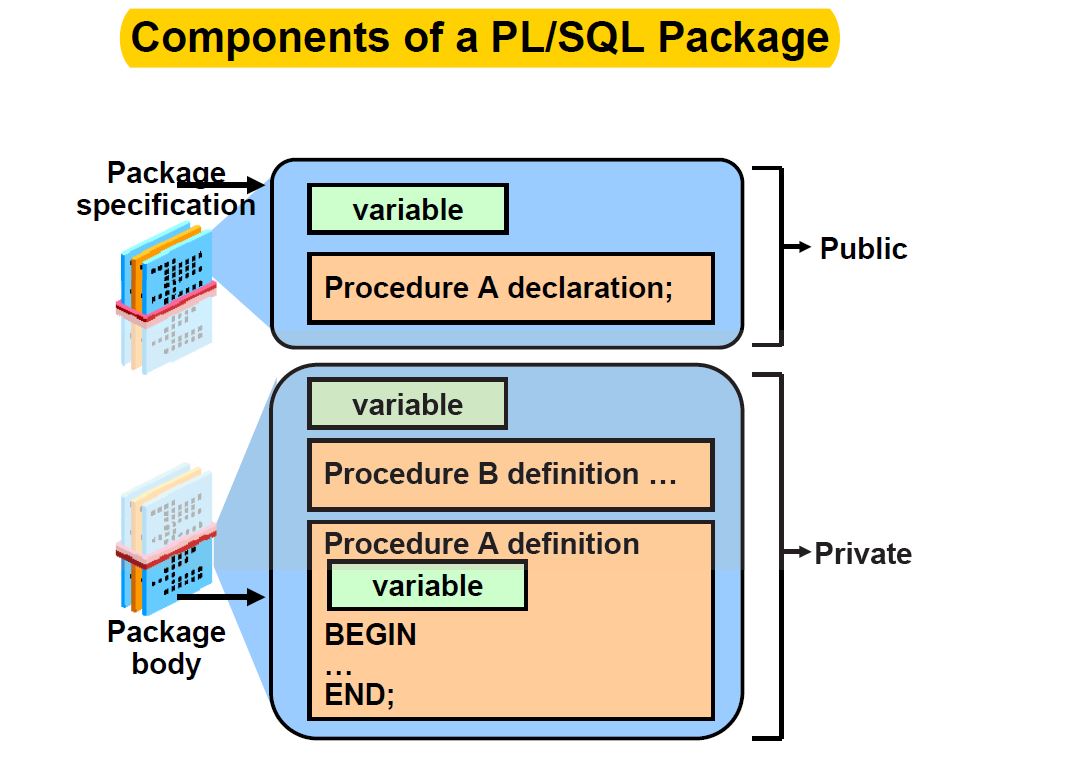 Components of a PL/SQL Package
Package
specification
variable
Procedure A declaration;
Public
variable
Procedure B definition …
Procedure A definition
variable
BEGIN
…
END;
Private
Package
body